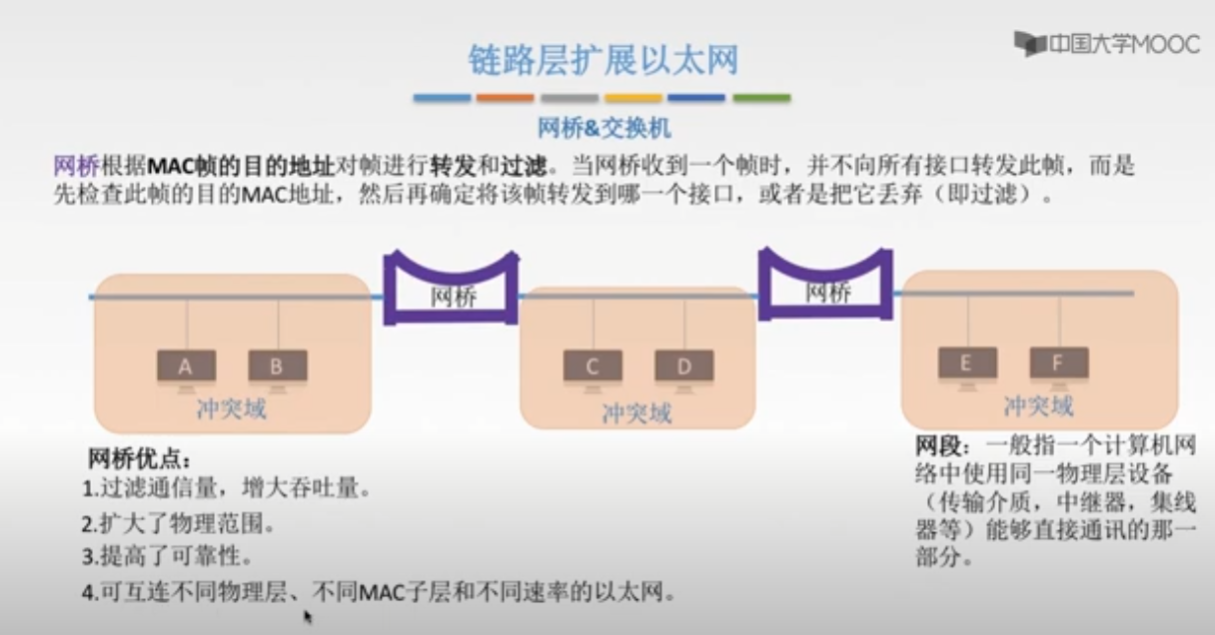 中国大学MOOC
链路层扩展以太网
网桥&交换机
网桥根据MAC帧的目的地址对帧进行转发和过滤。当网桥收到一个帧时，并不向所有接口转发此帧，而是
先检查此帧的目的MAC地址，然后再确定将该帧转发到哪一个接口，或者是把它丢弃（即过滤）。
网桥
网桥
A
B
C
D
E
F
冲突域
冲突域
冲突域
网桥优点：
1.过滤通信量，增大吞吐量。
2.扩大了物理范围。
3.提高了可靠性。
4.可互连不同物理层、不同MAC子层和不同速率的以太网。
网段：一般指一个计算机网
络中使用同一物理层设备
（传输介质，中继器，集线
器等）能够直接通讯的那一
部分。